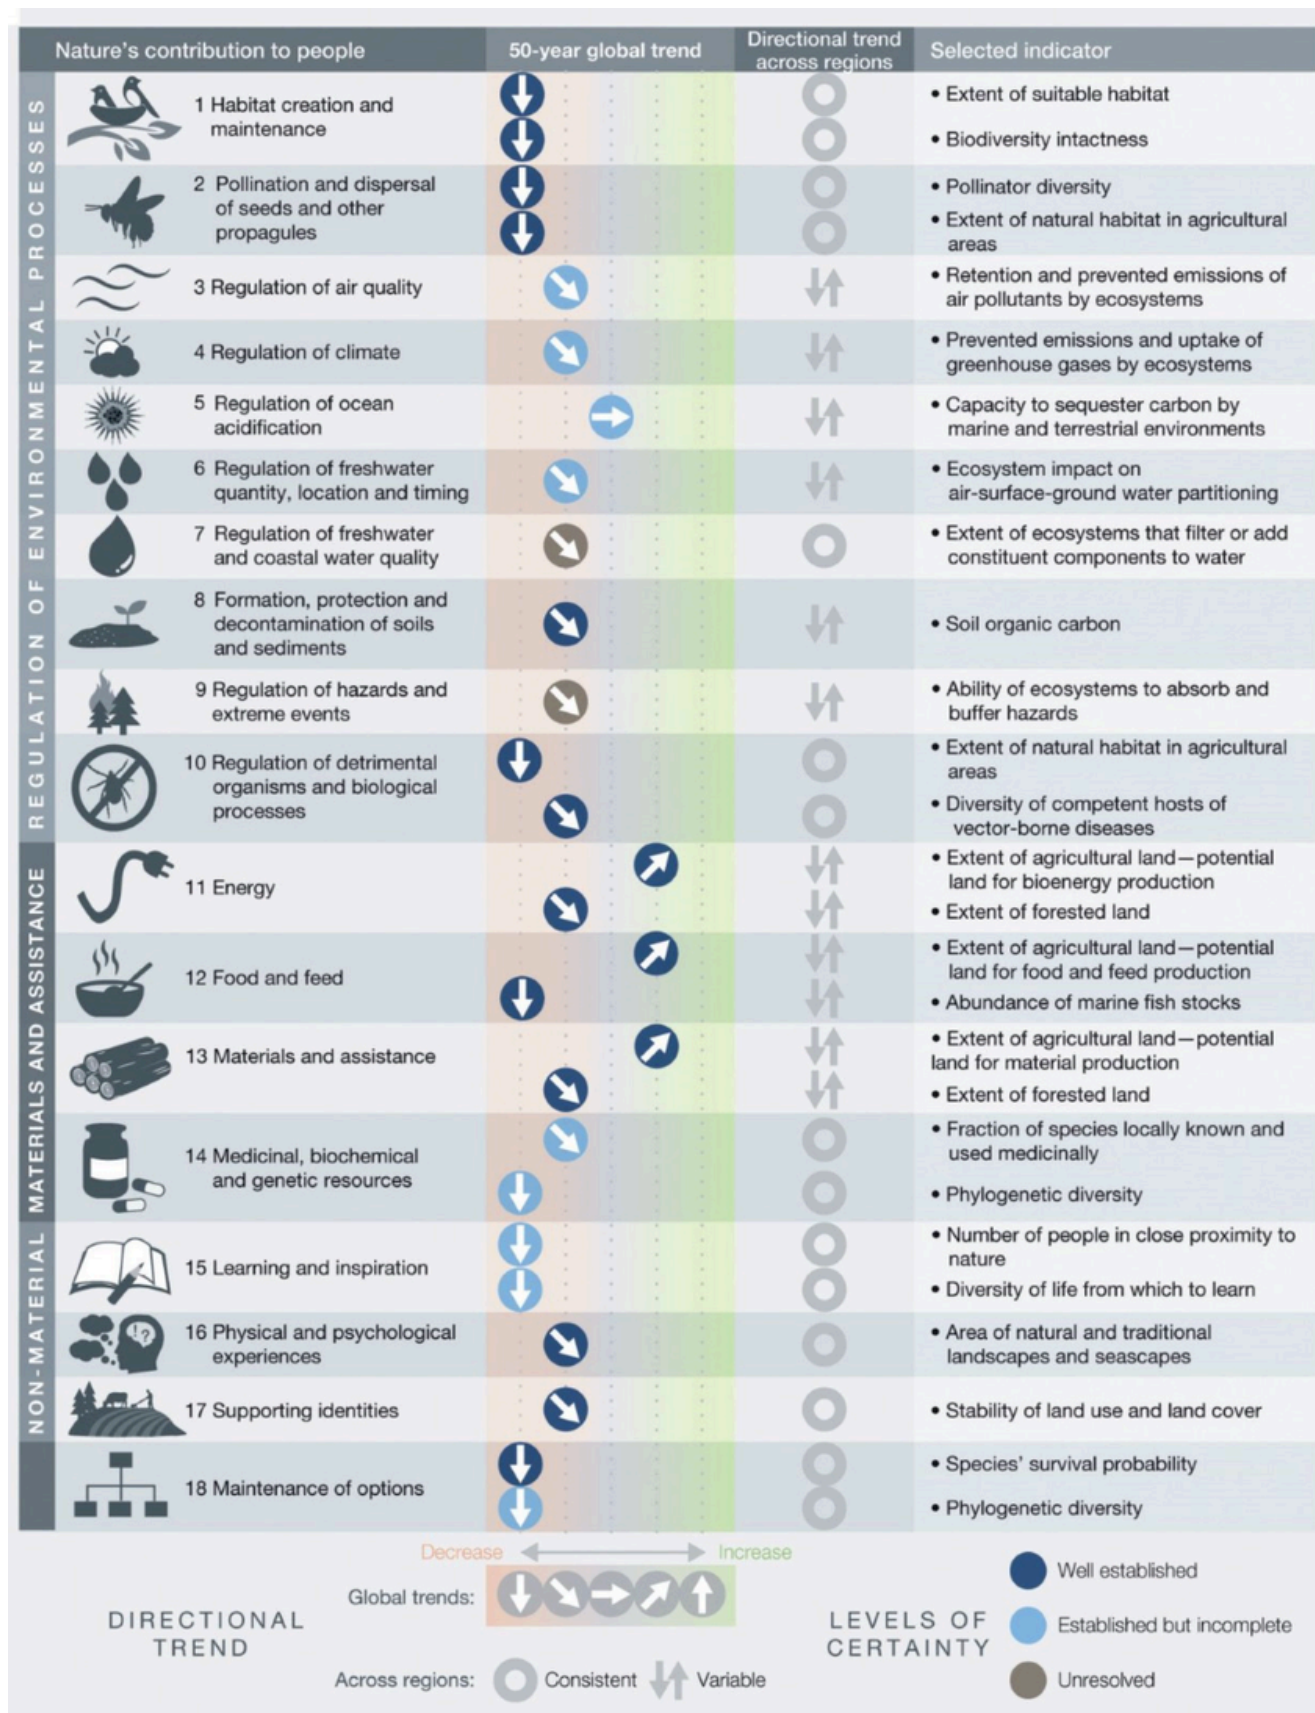 Nature's contribution to people
50-year global trend
Directional trend
across regions
Selected indicator
REGULATION OF ENVIRONMENTAL PROCESSES
1 Habitat creation and
maintenance
• Extent of suitable habitat
• Biodiversity intactness
2 Pollination and dispersal
of seeds and other
propagules
• Pollinator diversity
• Extent of natural habitat in agricultural
areas
3 Regulation of air quality
• Retention and prevented emissions of
air pollutants by ecosystems
4 Regulation of climate
• Prevented emissions and uptake of
greenhouse gases by ecosystems
5 Regulation of ocean
acidification
• Capacity to sequester carbon by
marine and terrestrial environments
6 Regulation of freshwater
quantity, location and timing
• Ecosystem impact on
air-surface-ground water partitioning
7 Regulation of freshwater
and coastal water quality
• Extent of ecosystems that filter or add
constituent components to water
8 Formation, protection and
decontamination of soils
and sediments
• Soil organic carbon
9 Regulation of hazards and
extreme events
• Ability of ecosystems to absorb and
buffer hazards
10 Regulation of detrimental
organisms and biological
processes
• Extent of natural habitat in agricultural
areas
• Diversity of competent hosts of
vector-borne diseases
MATERIALS AND ASSISTANCE
11 Energy
• Extent of agricultural land—potential
land for bioenergy production
• Extent of forested land
12 Food and feed
• Extent of agricultural land—potential
land for food and feed production
• Abundance of marine fish stocks
13 Materials and assistance
• Extent of agricultural land—potential
land for material production
• Extent of forested land
14 Medicinal, biochemical
and genetic resources
• Fraction of species locally known and
used medicinally
• Phylogenetic diversity
NON-MATERIAL
15 Learning and inspiration
• Number of people in close proximity to
nature
• Diversity of life from which to learn
16 Physical and psychological
experiences
!?
• Area of natural and traditional
landscapes and seascapes
17 Supporting identities
• Stability of land use and land cover
18 Maintenance of options
• Species' survival probability
• Phylogenetic diversity
Decrease
Increase
Global trends:
DIRECTIONAL
TREND
Across regions:
Consistent
Variable
LEVELS OF
CERTAINTY
Well established
Established but incomplete
Unresolved